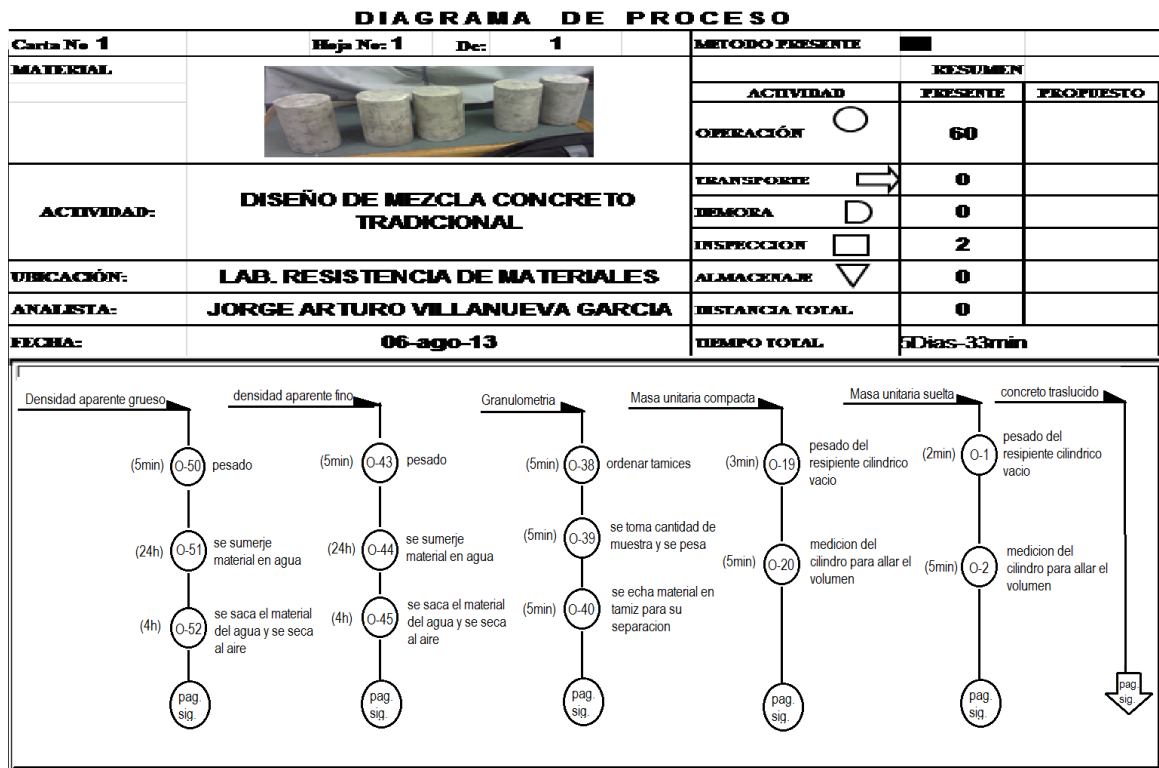 DIAGRAMA DE PROCESO
Carta No 1 Hoja No: 1 De: 1 METODO PRESENTE
MATERIAL RESUMEN
ACTIVIDAD PRESENTE PROPUESTO
OPERACIÓN 60
TRANSPORTE 0
ACTIVIDAD: DISEÑO DE MEZCLA CONCRETO
TRADICIONAL
DEMORA 0
INSPECCION 2
UBICACIÓN: LAB. RESISTENCIA DE MATERIALES ALMACENAJE 0
ANALISTA: JORGE ARTURO VILLANUEVA GARCIA DISTANCIA TOTAL 0
FECHA: 06-ago-13 TIEMPO TOTAL 5Dias-33min
Densidad aparente grueso
(5min) O-50 pesado
(24h) O-51 se sumerje
material en agua
(4h) O-52 se saca el material
del agua y se seca
al aire
pag.
sig.
densidad aparente fino
(5min) O-43 pesado
(24h) O-44 se sumerje
material en agua
(4h) O-45 se saca el material
del agua y se seca
al aire
pag.
sig.
Granulometria
(5min) O-38 ordenar tamices
(5min) O-39 se toma cantidad de
muestra y se pesa
(5min) O-40 se echa material en
tamiz para su
separacion
pag.
sig.
Masa unitaria compacta
(3min) O-19 pesado del
resipiente cilindrico
vacio
(5min) O-20 medicion del
cilindro para allar el
volumen
pag.
sig.
Masa unitaria suelta
(2min) O-1 pesado del
resipiente cilindrico
vacio
(5min) O-2 medicion del
cilindro para allar el
volumen
pag.
sig.
concreto traslucido
pag.
sig.